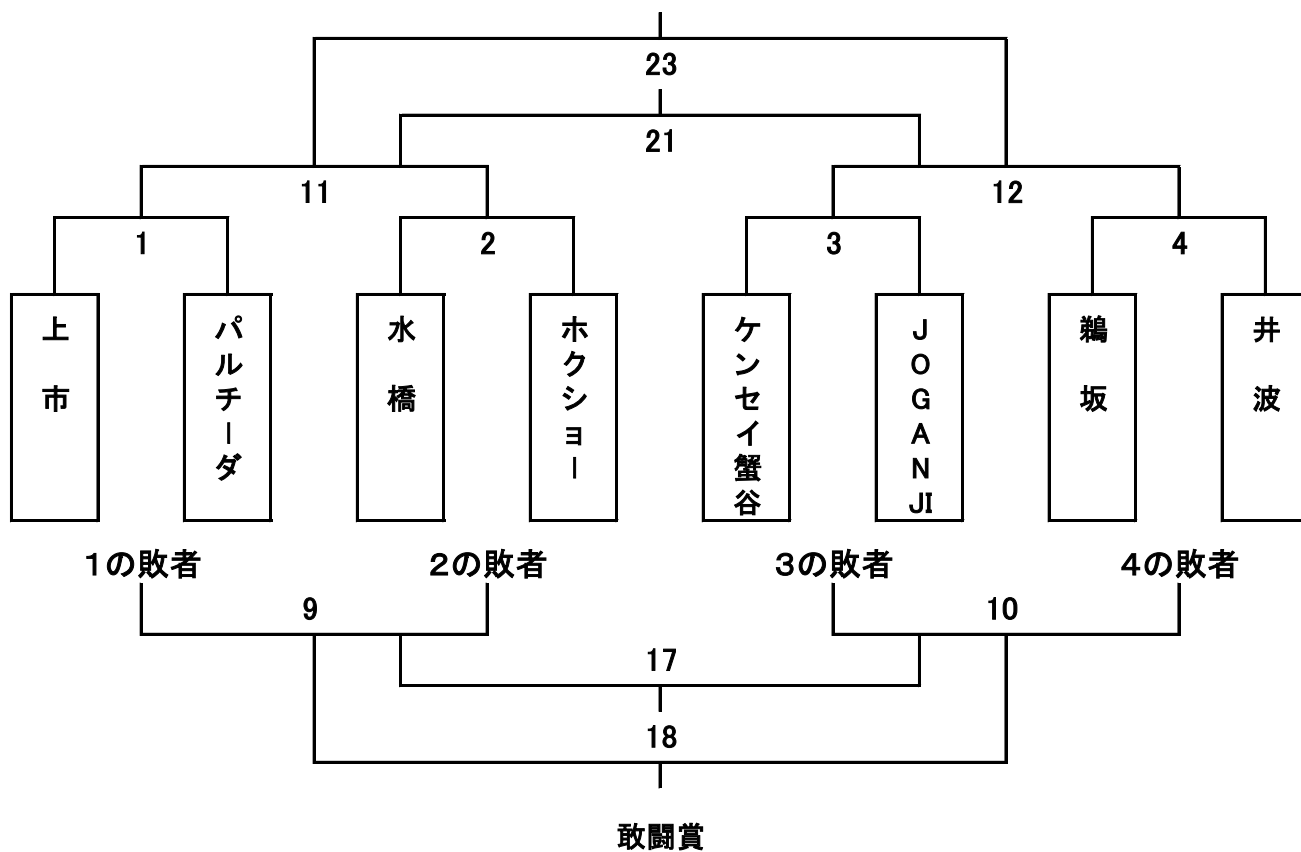 23
21
11
12
1
2
3
4
上市
パルチーダ
水橋
ホクショー
ケンセイ蟹谷
JOGANJI
鵜坂
井波
1の敗者
2の敗者
3の敗者
4の敗者
9
10
17
18
敢闘賞